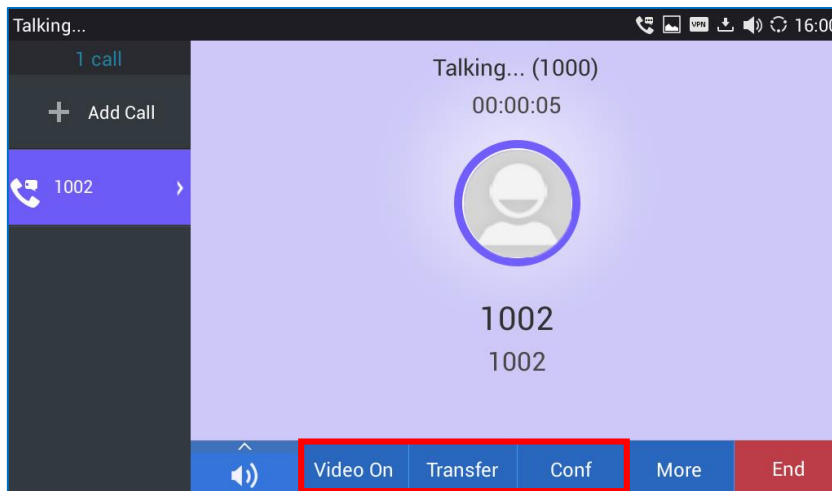 Talking...
VPN
16:00
1 call
Add Call
1002
Talking... (1000)
00:00:05
1002
1002
Video On
Transfer
Conf
More
End